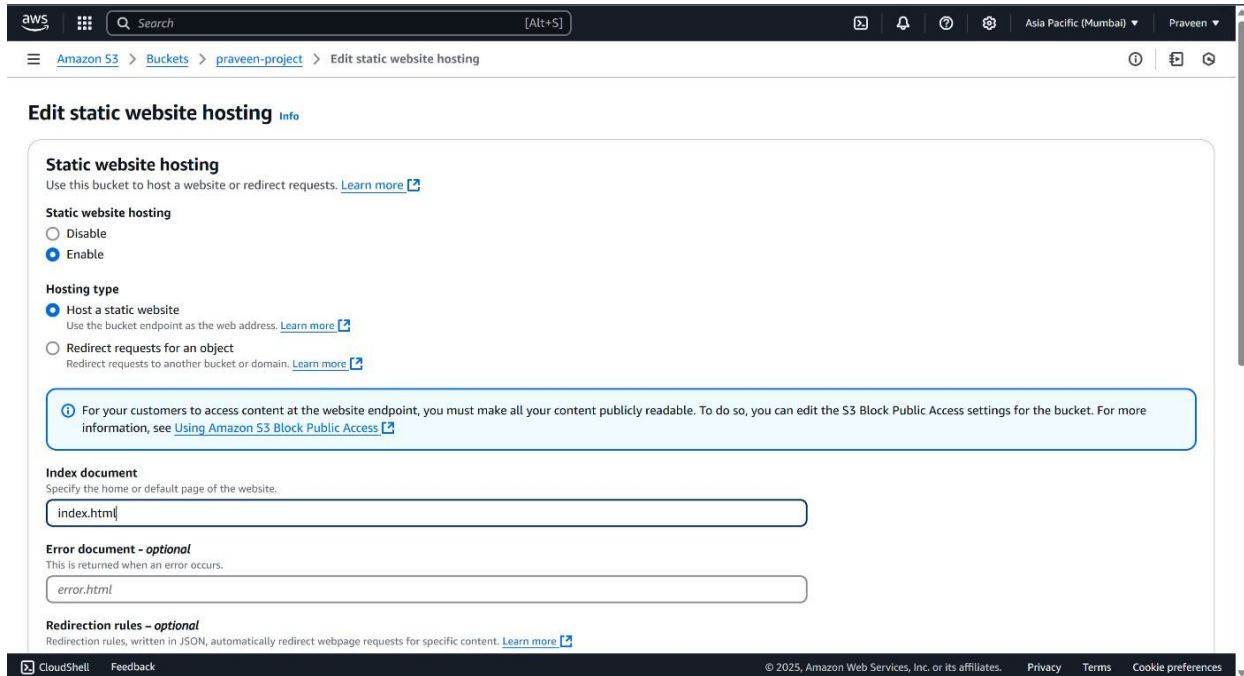 aws Search [Alt+S] Asia Pacific (Mumbai) Praveen
Amazon S3 > Buckets > praveen-project > Edit static website hosting
Edit static website hosting Info
Static website hosting
Use this bucket to host a website or redirect requests. Learn more
Static website hosting
Disable
Enable
Hosting type
Host a static website
Use the bucket endpoint as the web address. Learn more
Redirect requests for an object
Redirect requests to another bucket or domain. Learn more
For your customers to access content at the website endpoint, you must make all your content publicly readable. To do so, you can edit the S3 Block Public Access settings for the bucket. For more
information, see Using Amazon S3 Block Public Access
Index document
Specify the home or default page of the website.
index.html
Error document - optional
This is returned when an error occurs.
error.html
Redirection rules – optional
Redirection rules, written in JSON, automatically redirect webpage requests for specific content. Learn more
CloudShell Feedback © 2025, Amazon Web Services, Inc. or its affiliates. Privacy Terms Cookie preferences